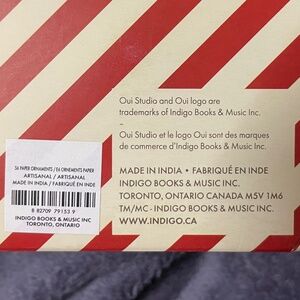 Oui Studio and Oui logo are
trademarks of Indigo Books & Music Inc.
Oui Studio et le logo Oui sont des marques
de commerce d'Indigo Books & Music Inc.
MADE IN INDIA • FABRIQUÉ EN INDE
INDIGO BOOKS & MUSIC INC.
TORONTO, ONTARIO CANADA M5V 1M6
TM/MC - INDIGO BOOKS & MUSIC INC.
WWW.INDIGO.CA
PAPER ORNAMENTS / ORNEMENTS PAPER
ARTISANAL / ARTISANAL
MADE IN INDIA / FABRIQUÉ EN INDE
8 82709 79153 9
INDIGO BOOKS & MUSIC INC
TORONTO, ONTARIO